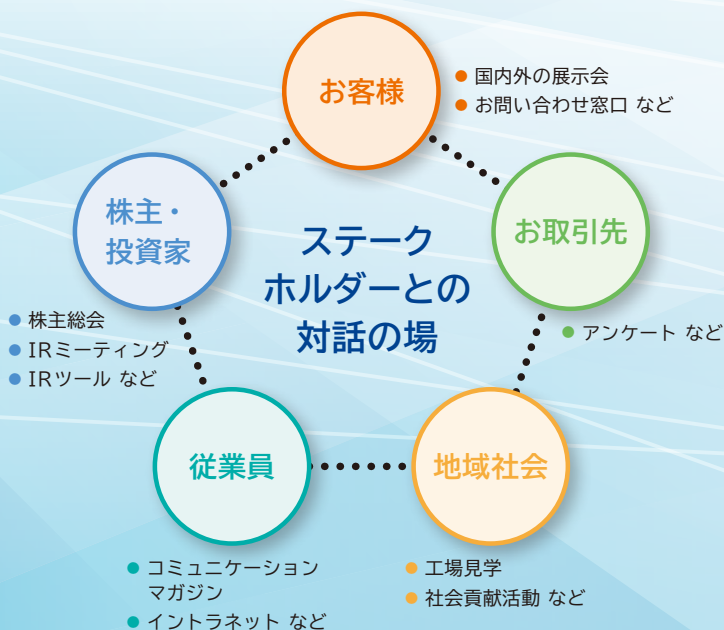 お客様
● 国内外の展示会
● お問い合わせ窓口 など
株主・
投資家
● 株主総会
● IRミーティング
● IRツール など
ステーク
ホルダーとの
対話の場
お取引先
● アンケート など
従業員
● コミュニケーション
マガジン
● イントラネット など
地域社会
● 工場見学
● 社会貢献活動 など